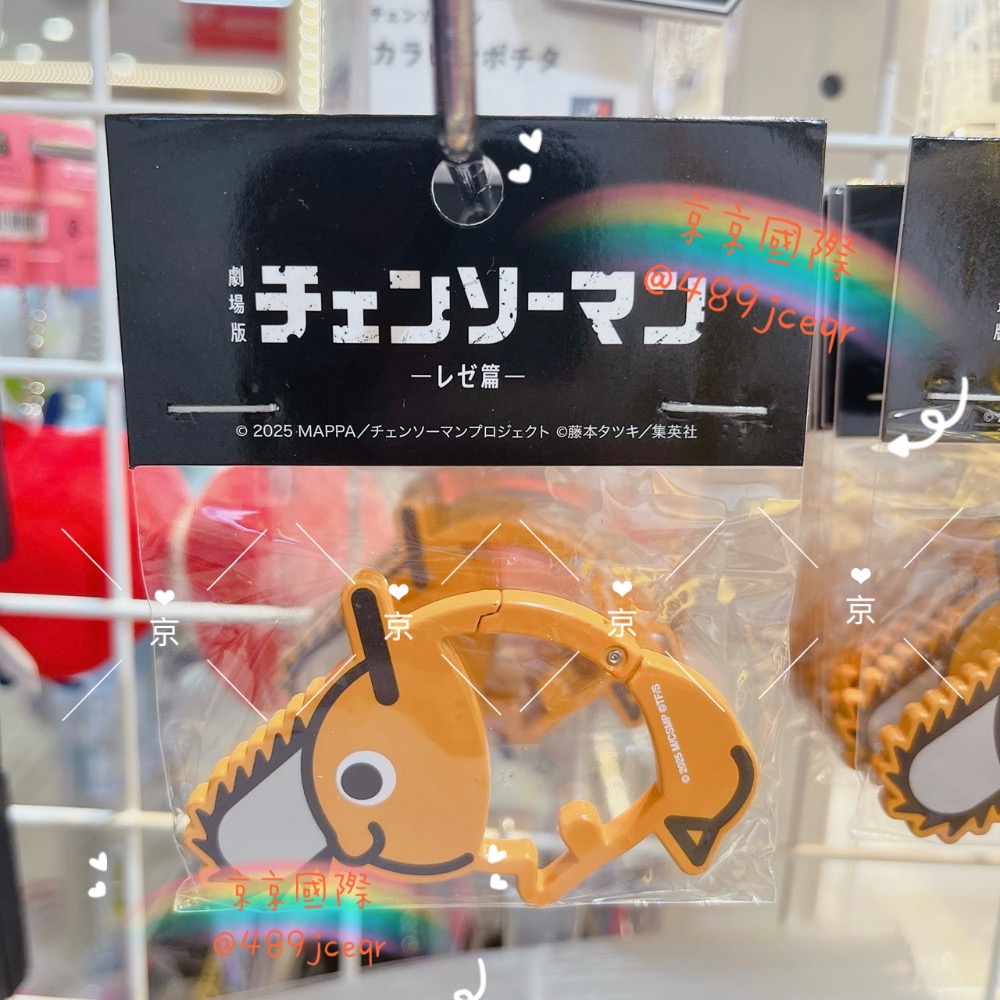 チェンソーマン
カラビナポチタ
京京國際
@489jceqr
劇場版
チェンソーマン
—レゼ篇—
© 2025 MAPPA／チェンソーマンプロジェクト ©藤本タツキ／集英社
京
京
京
京
© 2025 M/CSMP ©TF/S
京京國際
@489jceqr